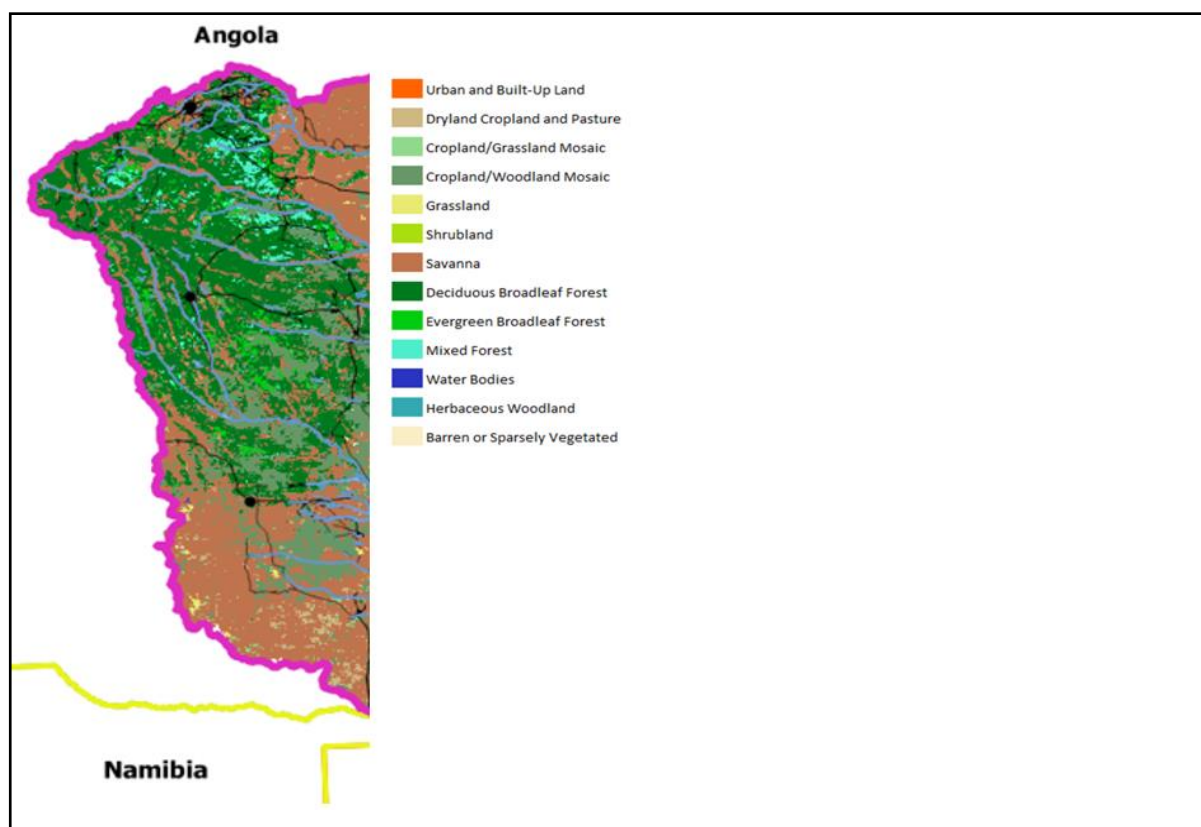 Angola
Urban and Built-Up Land
Dryland Cropland and Pasture
Cropland/Grassland Mosaic
Cropland/Woodland Mosaic
Grassland
Shrubland
Savanna
Deciduous Broadleaf Forest
Evergreen Broadleaf Forest
Mixed Forest
Water Bodies
Herbaceous Woodland
Barren or Sparsely Vegetated
Namibia